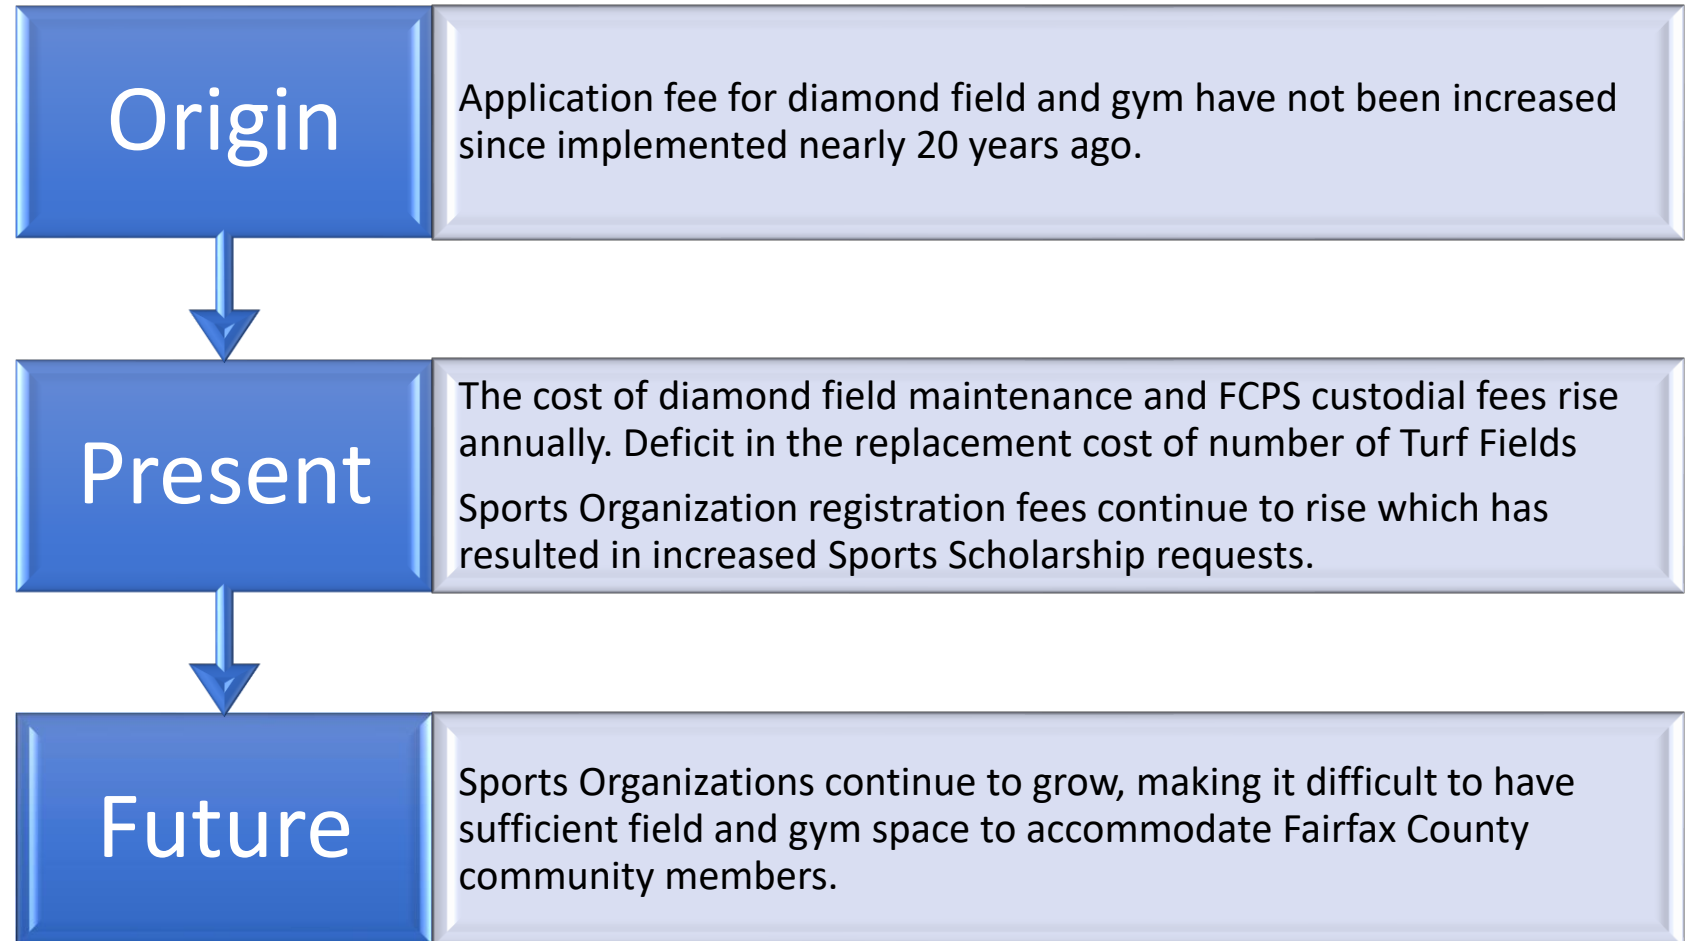 Origin
Application fee for diamond field and gym have not been increased
since implemented nearly 20 years ago.
Present
The cost of diamond field maintenance and FCPS custodial fees rise
annually. Deficit in the replacement cost of number of Turf Fields
Sports Organization registration fees continue to rise which has
resulted in increased Sports Scholarship requests.
Future
Sports Organizations continue to grow, making it difficult to have
sufficient field and gym space to accommodate Fairfax County
community members.